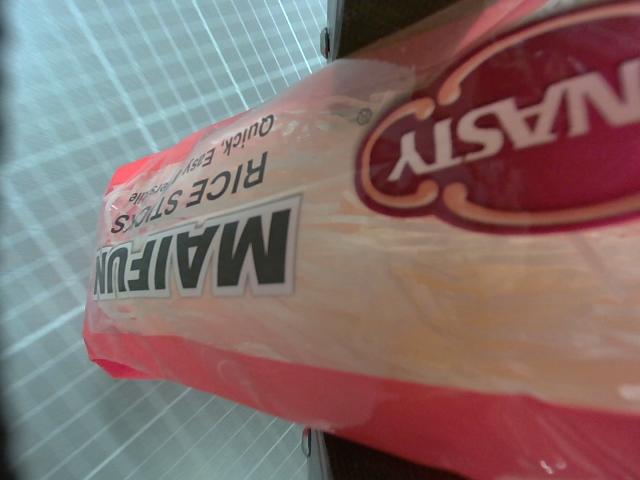 NASTY
®
MAIFUN
RICE STICKS
Quick, Easy